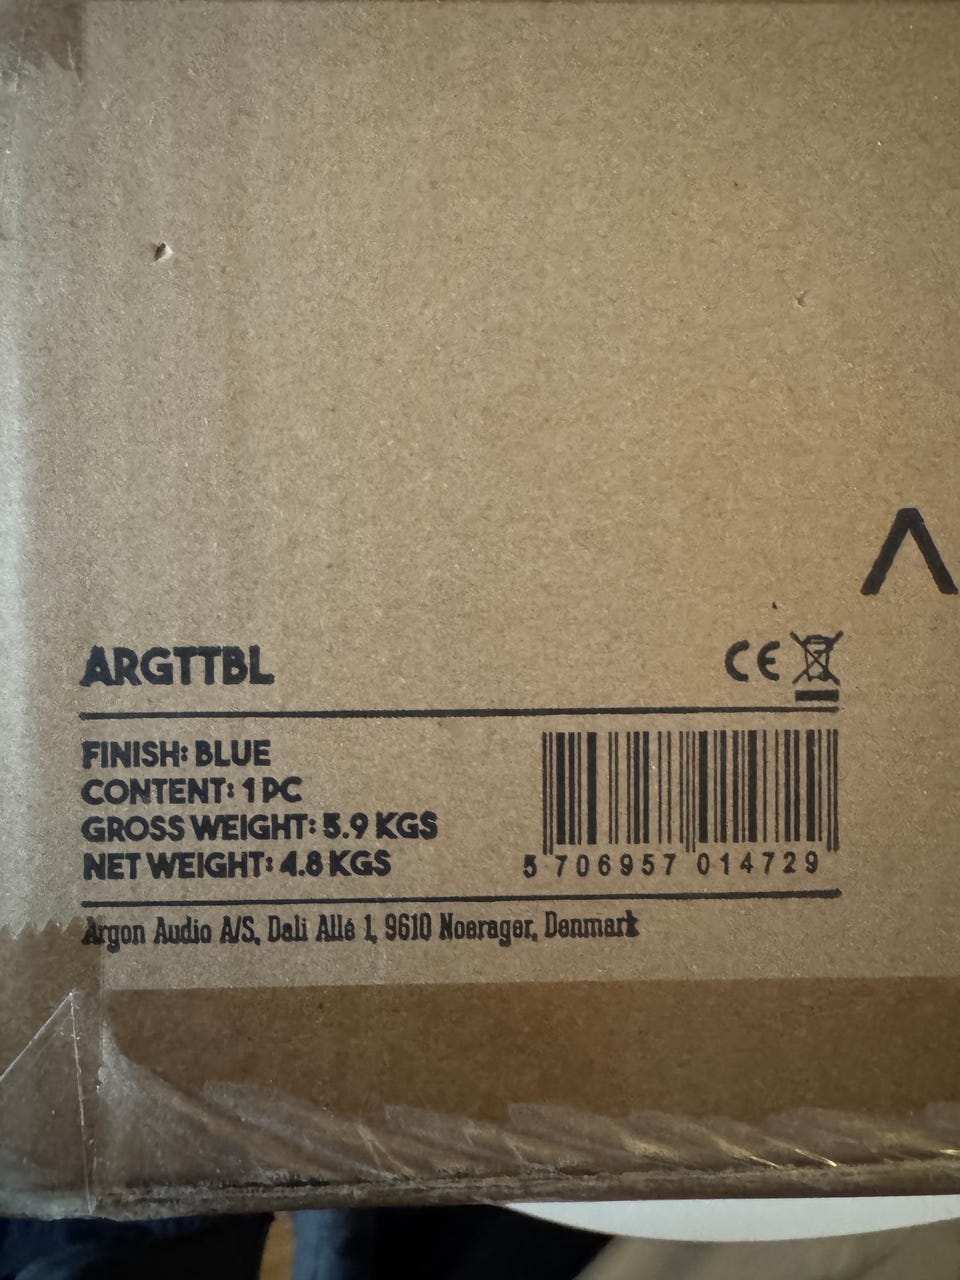 ARGTTBL
CE
FINISH: BLUE
CONTENT: 1 PC
GROSS WEIGHT: 5.9 KGS
NET WEIGHT: 4.8 KGS
5 706957 014729
Argon Audio A/S, Dali Allé 1, 9610 Noerager, Denmark